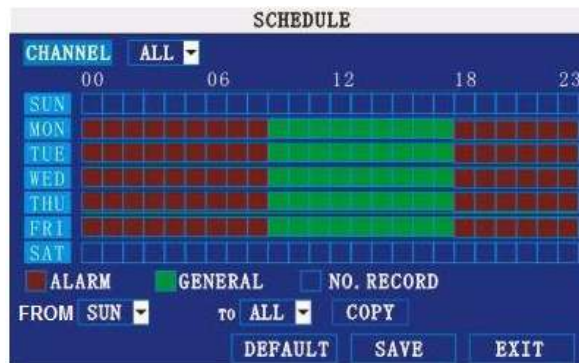 SCHEDULE
CHANNEL ALL
00 06 12 18 23
SUN
MON
TUE
WED
THU
FRI
SAT
ALARM GENERAL NO. RECORD
FROM SUN TO ALL COPY
DEFAULT SAVE EXIT